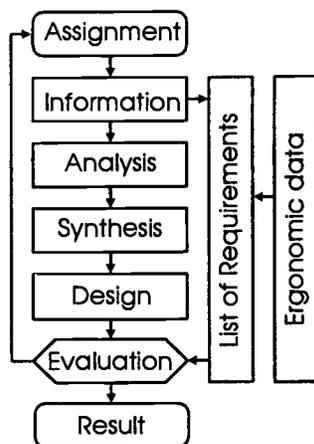 Assignment
Information
Analysis
Synthesis
Design
Evaluation
Result
List of Requirements
Ergonomic data